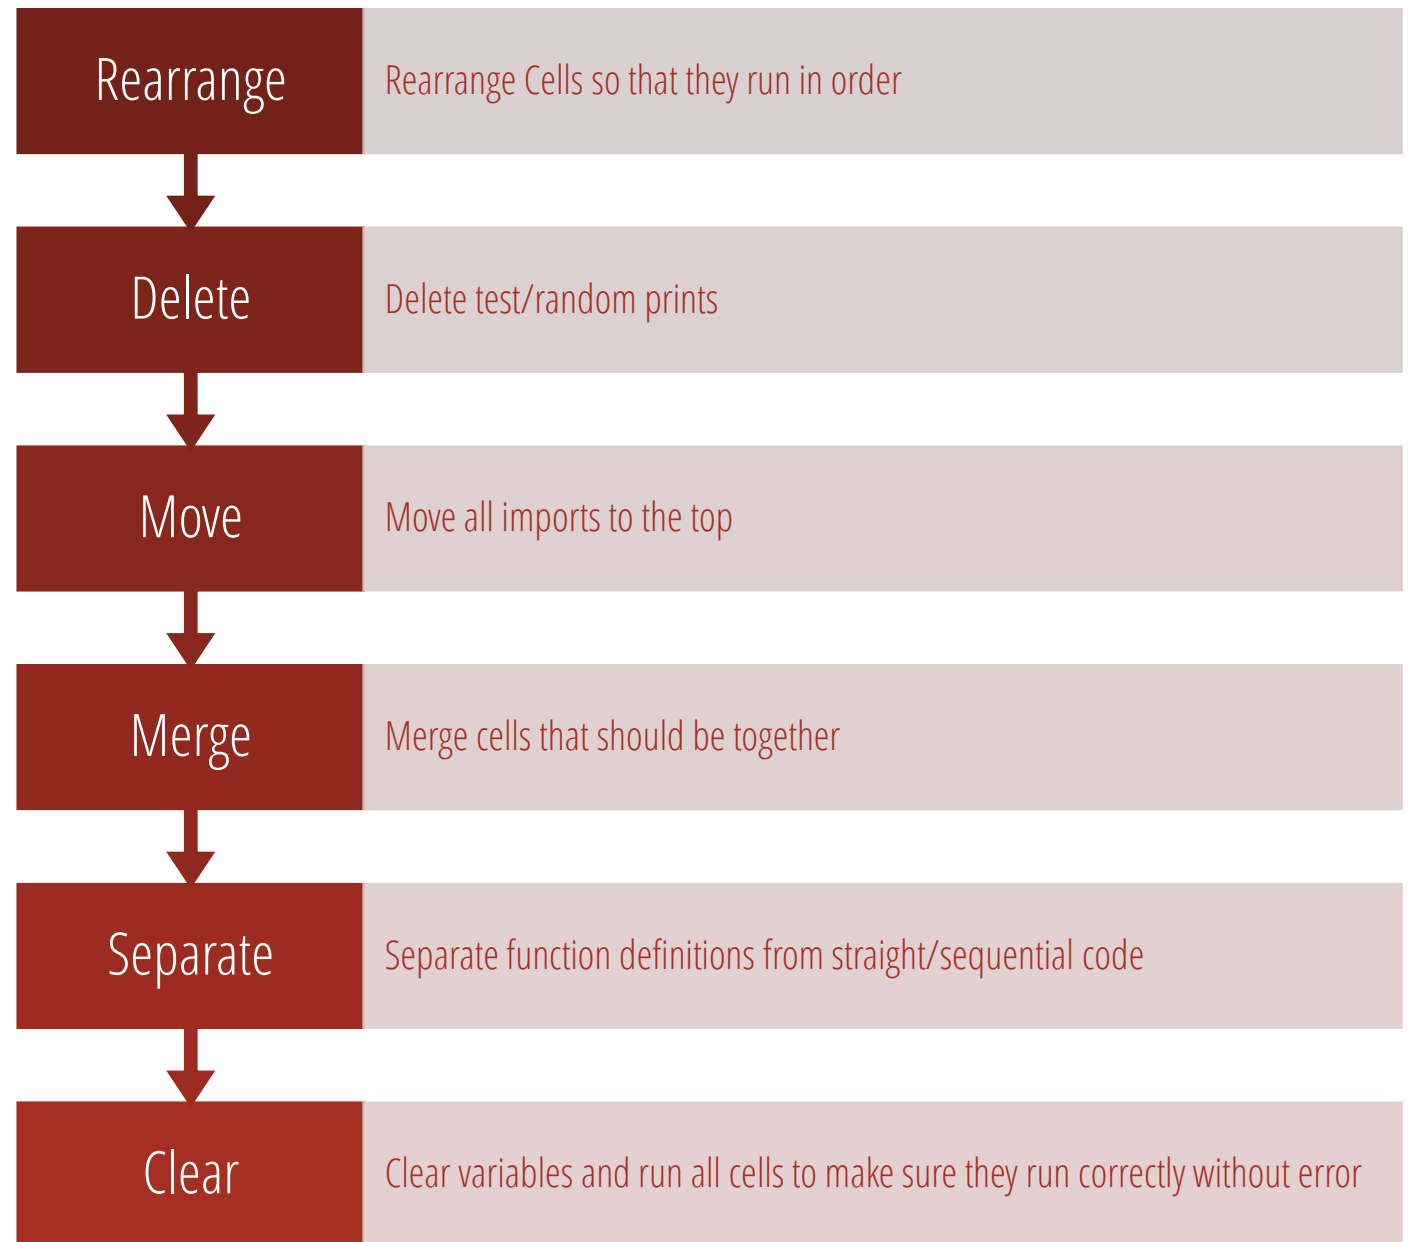 Rearrange
Rearrange Cells so that they run in order
Delete
Delete test/random prints
Move
Move all imports to the top
Merge
Merge cells that should be together
Separate
Separate function definitions from straight/sequential code
Clear
Clear variables and run all cells to make sure they run correctly without error